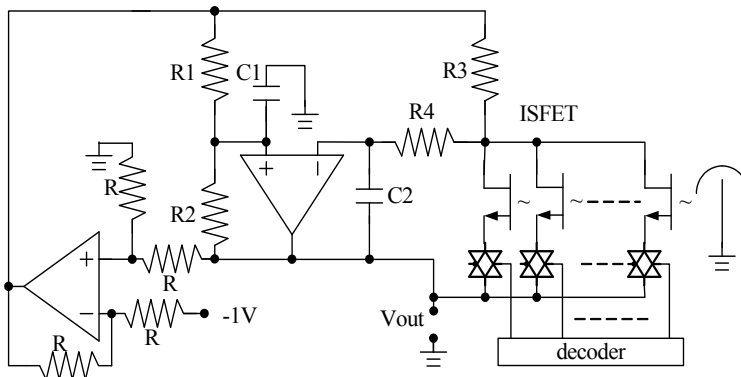 R1
C1
R3
R4
ISFET
+
−
R
~
~
~
R2
C2
+
R
−
-1V
R
Vout
R
decoder